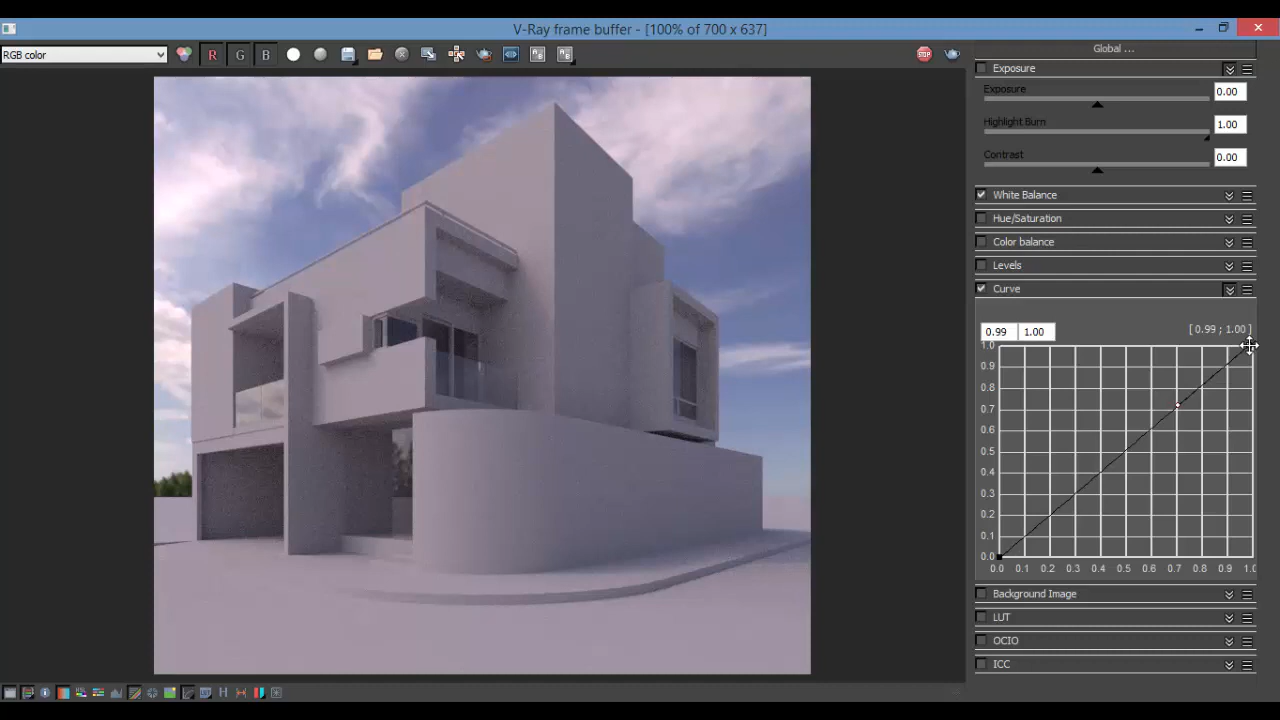 V-Ray frame buffer - [100% of 700 x 637]
RGB color
R G B
Global ...
Exposure
Exposure
0.00
Highlight Burn
1.00
Contrast
0.00
White Balance
Hue/Saturation
Color balance
Levels
Curve
0.99 1.00 [ 0.99 ; 1.00 ]
1.0
0.9
0.8
0.7
0.6
0.5
0.4
0.3
0.2
0.1
0.0
0.0 0.1 0.2 0.3 0.4 0.5 0.6 0.7 0.8 0.9 1.0
Background Image
LUT
OCIO
ICC